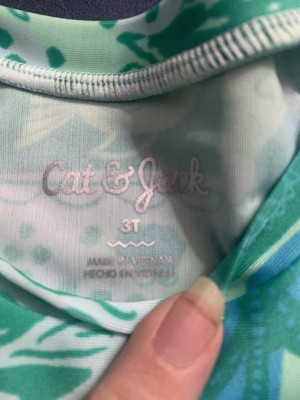 Cat & Jack
3T
MADE IN VIETNAM
HECHO EN VIETNAM